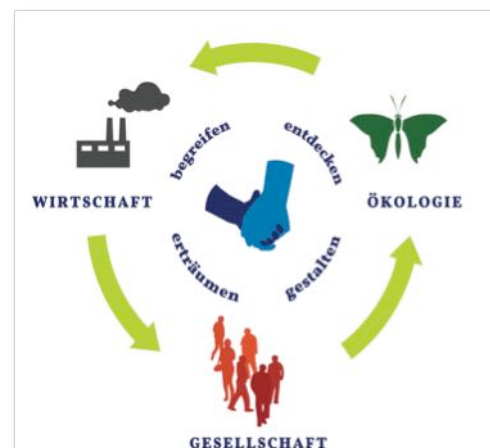 begreifen
entdecken
WIRTSCHAFT
ÖKOLOGIE
erträumen
gestalten
GESELLSCHAFT